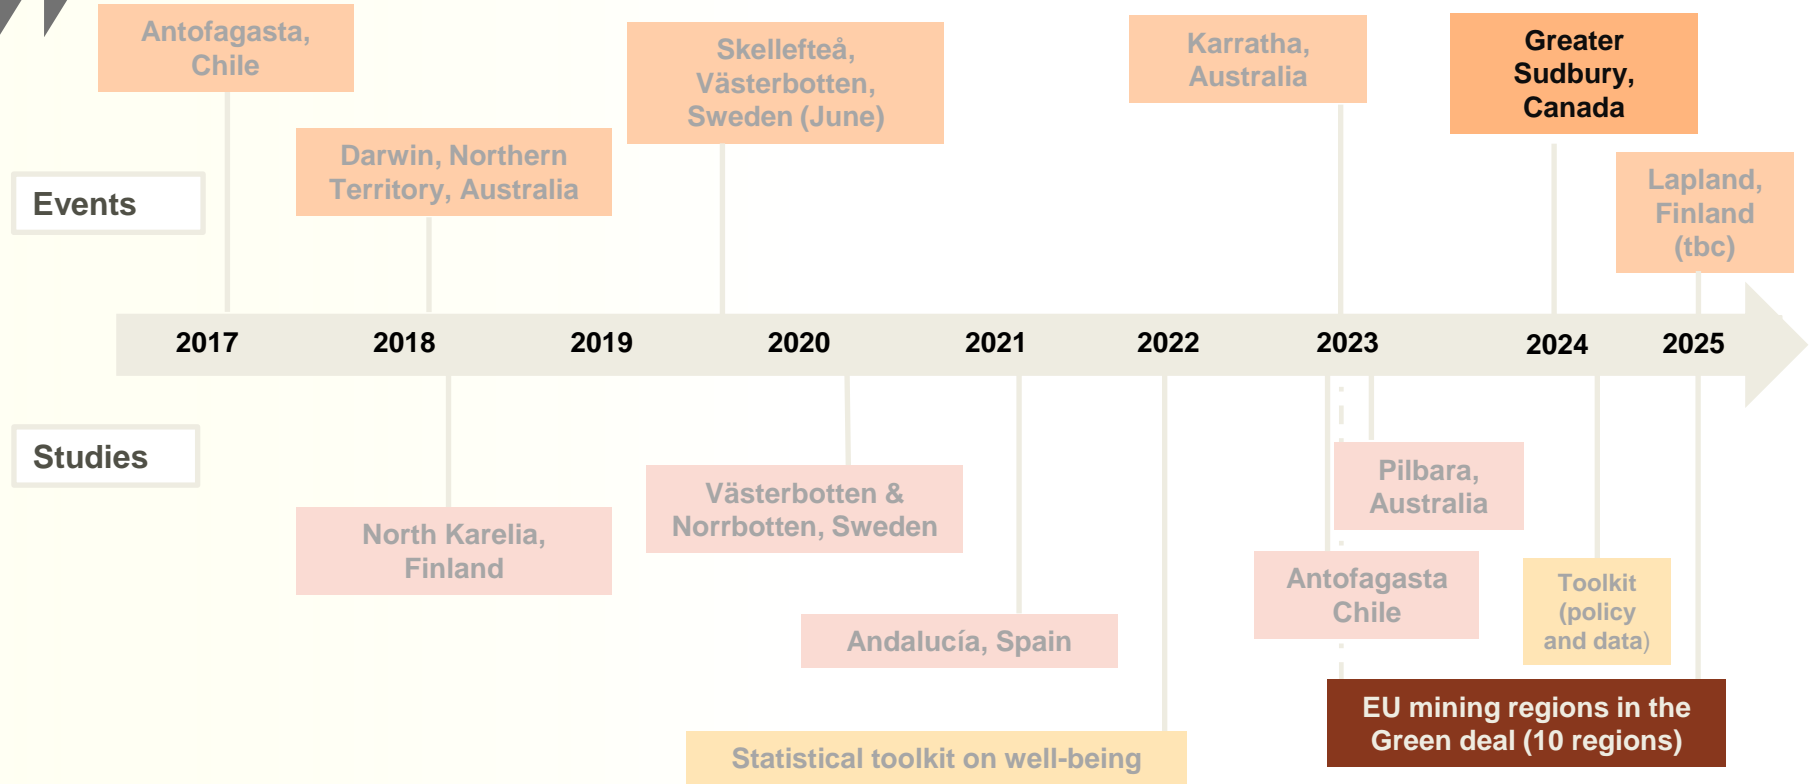 Antofagasta,
Chile
Skellefteå,
Västerbotten,
Sweden (June)
Karratha,
Australia
Greater
Sudbury,
Canada
Darwin, Northern
Territory, Australia
Lapland,
Finland
(tbc)
Events
2017 2018 2019 2020 2021 2022 2023 2024 2025
Studies
North Karelia,
Finland
Västerbotten &
Norrbotten, Sweden
Andalucía, Spain
Statistical toolkit on well-being
Pilbara,
Australia
Antofagasta
Chile
Toolkit
(policy
and data)
EU mining regions in the
Green deal (10 regions)